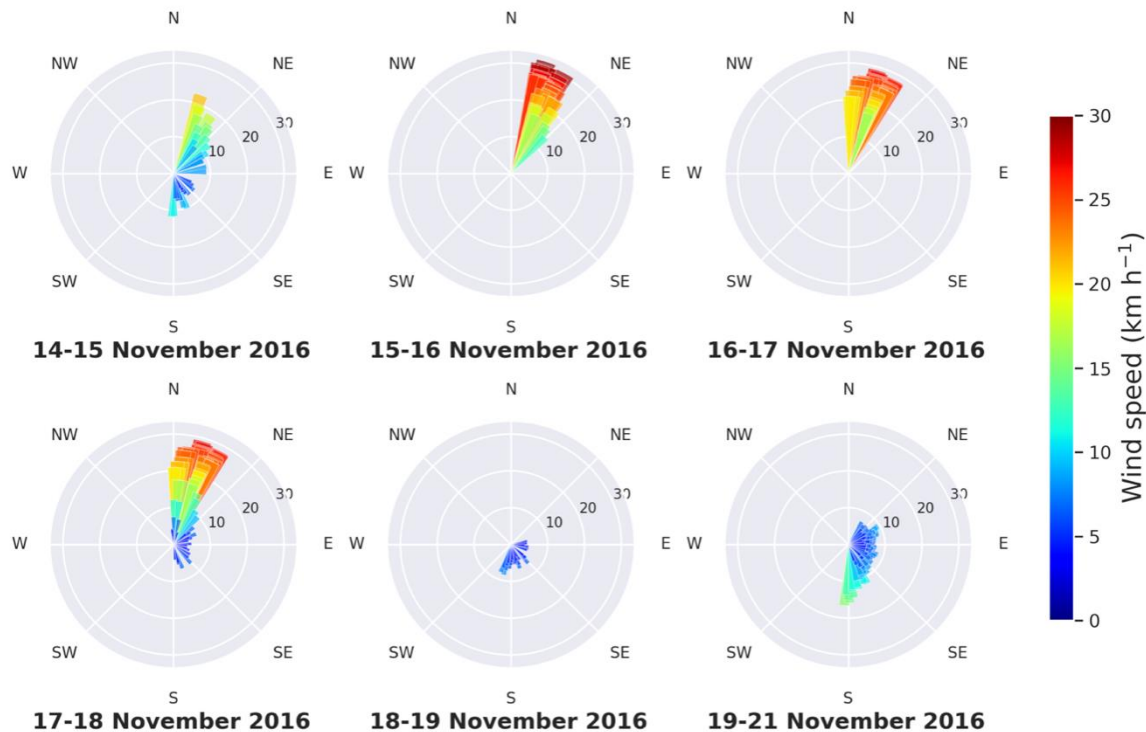 N
NW
NE
W
E
SW
SE
S
10
20
30
14-15 November 2016
N
NW
NE
W
E
SW
SE
S
10
20
30
15-16 November 2016
N
NW
NE
W
E
SW
SE
S
10
20
30
16-17 November 2016
N
NW
NE
W
E
SW
SE
S
10
20
30
17-18 November 2016
N
NW
NE
W
E
SW
SE
S
10
20
30
18-19 November 2016
N
NW
NE
W
E
SW
SE
S
10
20
30
19-21 November 2016
30
25
20
15
10
5
0
Wind speed (km h⁻¹)